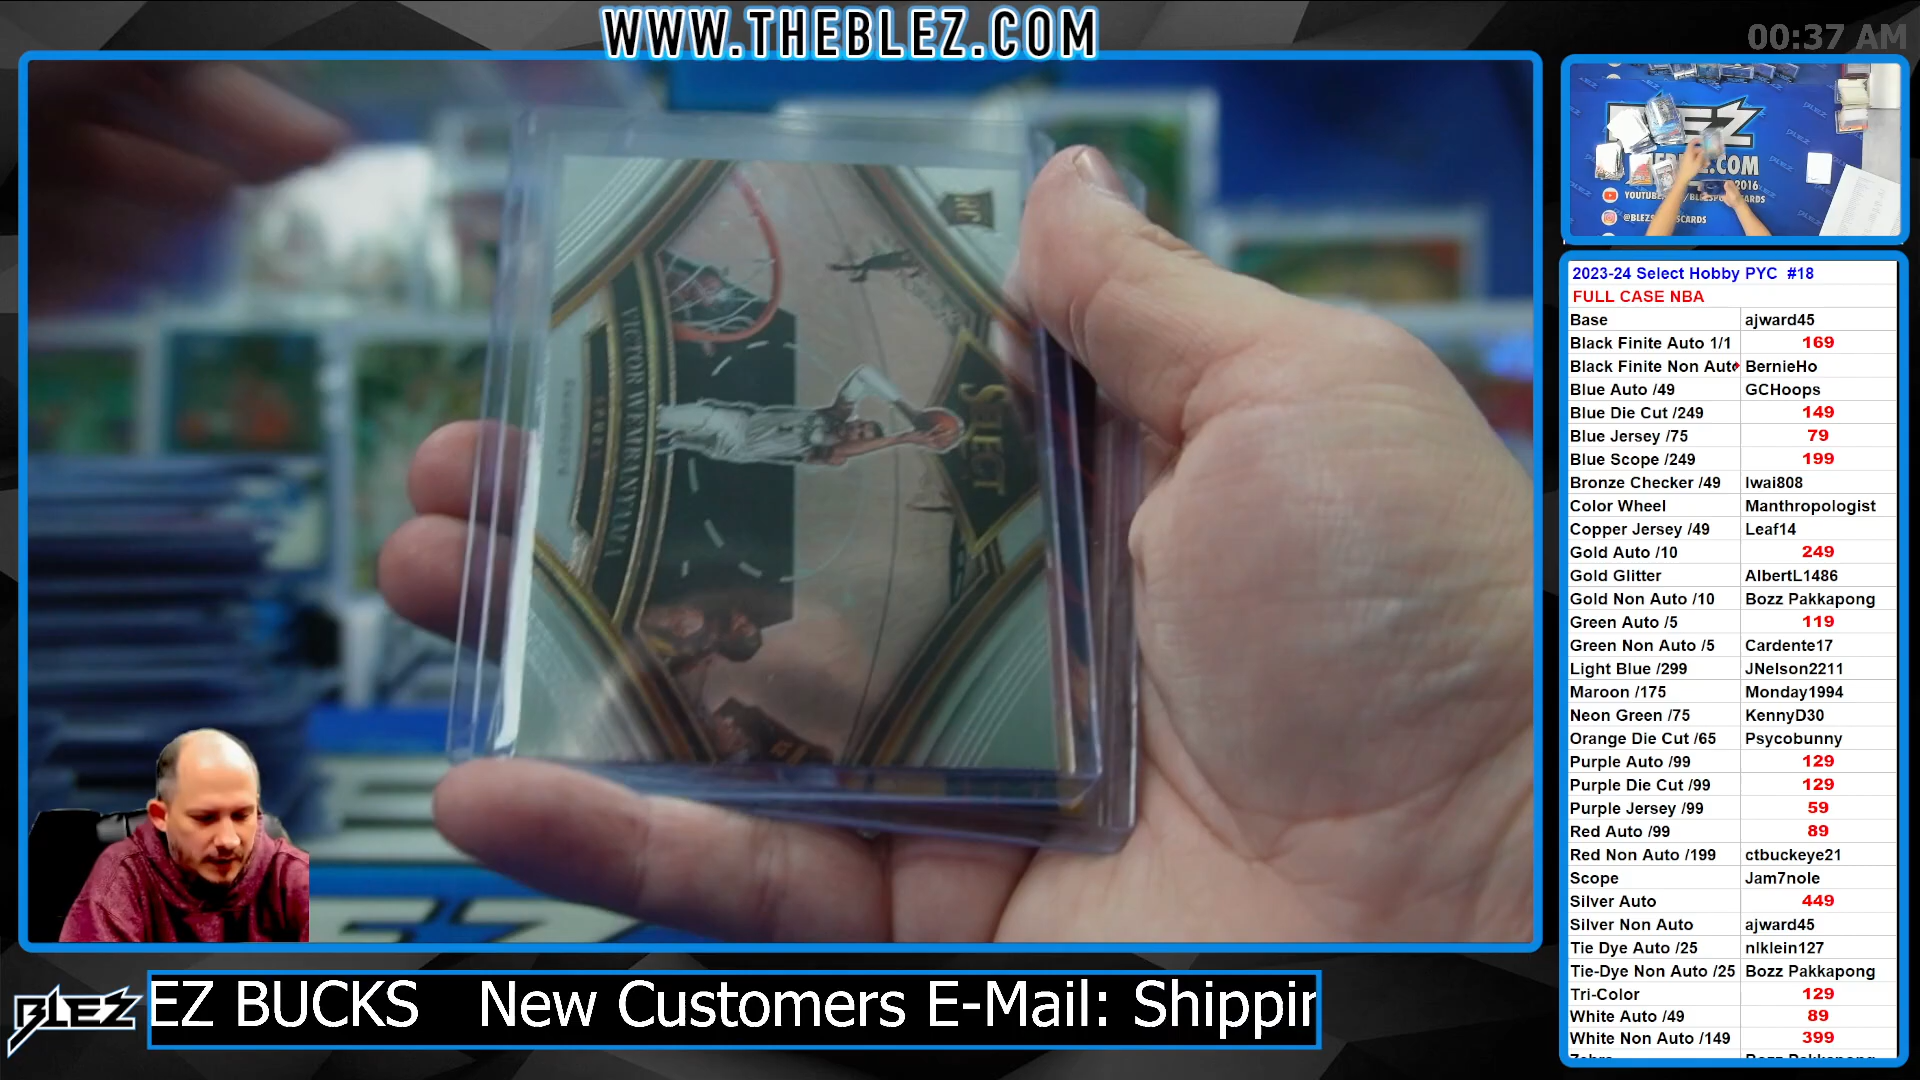 WWW.THEBLEZ.COM
00:37 AM
RC
SELECT
VICTOR WEMBANYAMA
SPURS
BLEZ
.COM
2016
@BLEZSPORTSCARDS
2023-24 Select Hobby PYC #18
FULL CASE NBA
Base ajward45
Black Finite Auto 1/1 169
Black Finite Non Auto BernieHo
Blue Auto /49 GCHoops
Blue Die Cut /249 149
Blue Jersey /75 79
Blue Scope /249 199
Bronze Checker /49 Iwai808
Color Wheel Manthropologist
Copper Jersey /49 Leaf14
Gold Auto /10 249
Gold Glitter AlbertL1486
Gold Non Auto /10 Bozz Pakkapong
Green Auto /5 119
Green Non Auto /5 Cardente17
Light Blue /299 JNelson2211
Maroon /175 Monday1994
Neon Green /75 KennyD30
Orange Die Cut /65 Psycobunny
Purple Auto /99 129
Purple Die Cut /99 129
Purple Jersey /99 59
Red Auto /99 89
Red Non Auto /199 ctbuckeye21
Scope Jam7nole
Silver Auto 449
Silver Non Auto ajward45
Tie Dye Auto /25 nlklein127
Tie-Dye Non Auto /25 Bozz Pakkapong
Tri-Color 129
White Auto /49 89
White Non Auto /149 399
Zebra Bozz Pakkapong
BLEZ
EZ BUCKS New Customers E-Mail: Shippin